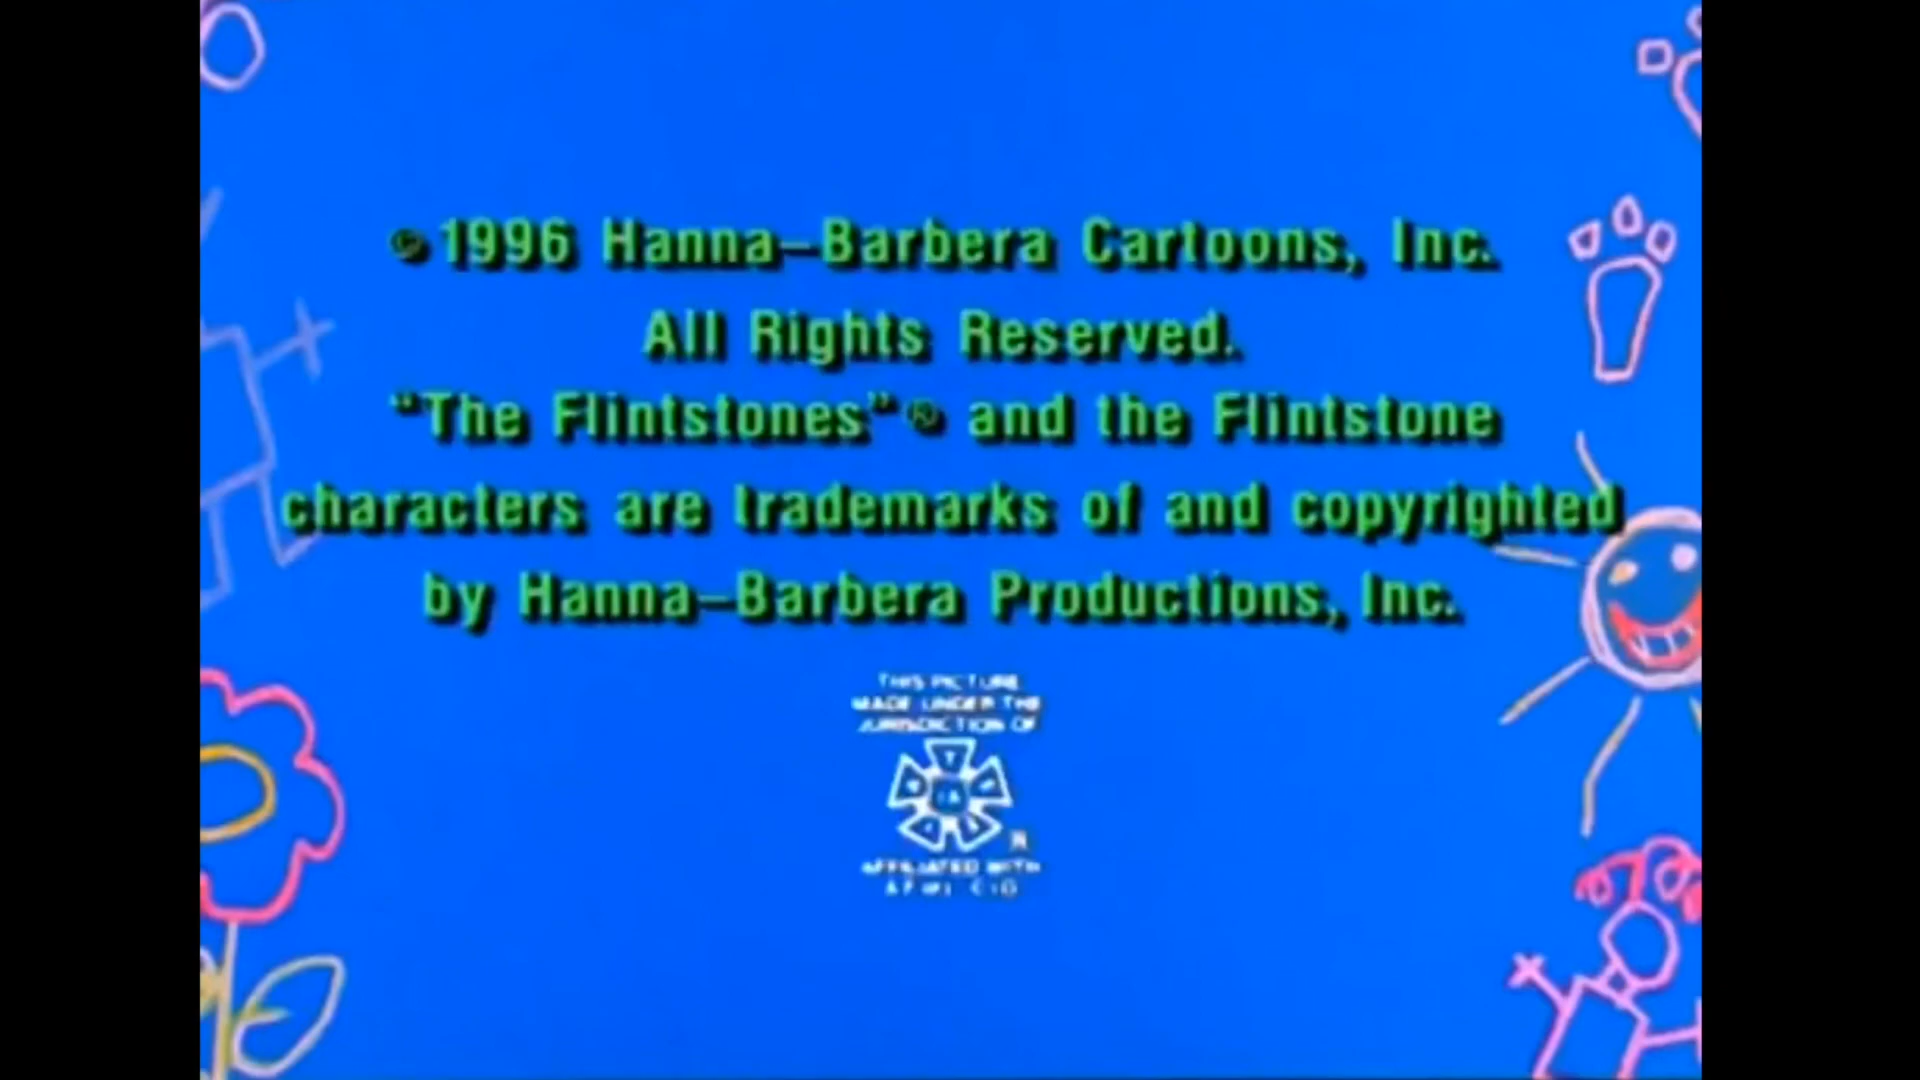 ©1996 Hanna-Barbera Cartoons, Inc.
All Rights Reserved.
"The Flintstones"® and the Flintstone
characters are trademarks of and copyrighted
by Hanna-Barbera Productions, Inc.
THIS PICTURE
MADE UNDER THE
JURISDICTION OF
IA
AFFILIATED WITH